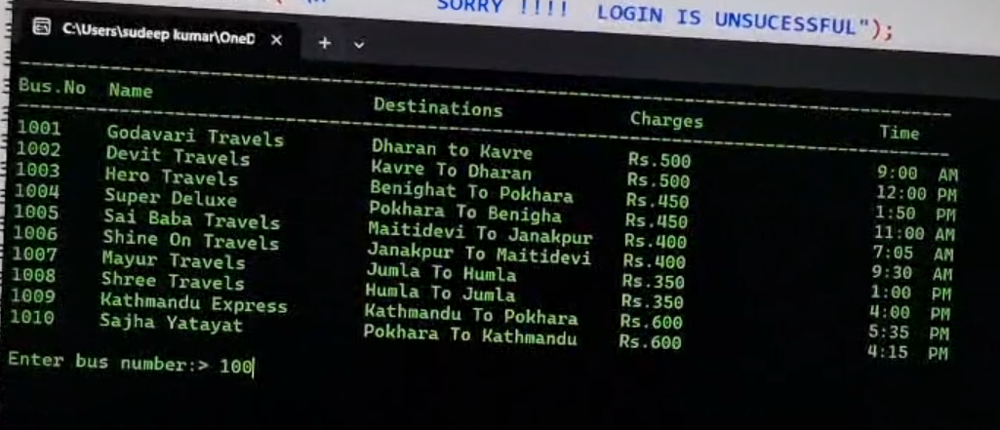 SORRY !!!! LOGIN IS UNSUCESSFUL");
C:\Users\sudeep kumar\OneD
Bus.No Name Destinations Charges Time
1001 Godavari Travels Dharan to Kavre Rs.500 9:00 AM
1002 Devit Travels Kavre To Dharan Rs.500 12:00 PM
1003 Hero Travels Benighat To Pokhara Rs.450 1:50 PM
1004 Super Deluxe Pokhara To Benigha Rs.450 11:00 AM
1005 Sai Baba Travels Maitidevi To Janakpur Rs.400 7:05 AM
1006 Shine On Travels Janakpur To Maitidevi Rs.400 9:30 AM
1007 Mayur Travels Jumla To Humla Rs.350 1:00 PM
1008 Shree Travels Humla To Jumla Rs.350 4:00 PM
1009 Kathmandu Express Kathmandu To Pokhara Rs.600 5:35 PM
1010 Sajha Yatayat Pokhara To Kathmandu Rs.600 4:15 PM
Enter bus number:> 100